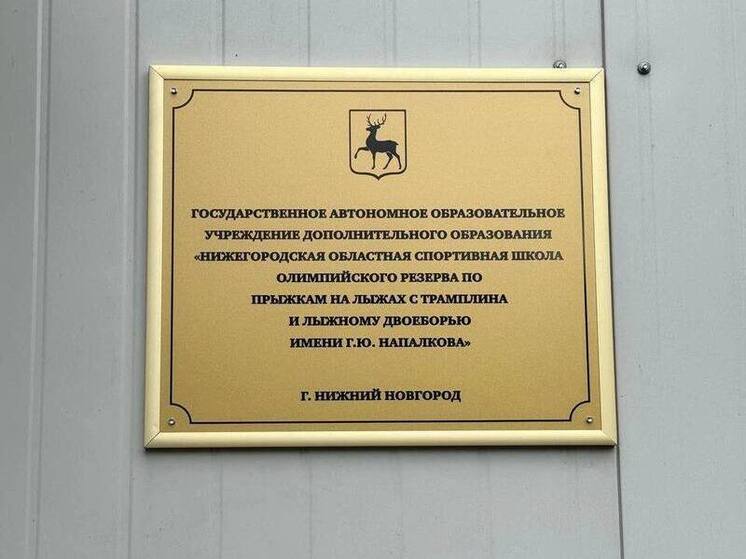 ГОСУДАРСТВЕННОЕ АВТОНОМНОЕ ОБРАЗОВАТЕЛЬНОЕ
УЧРЕЖДЕНИЕ ДОПОЛНИТЕЛЬНОГО ОБРАЗОВАНИЯ
«НИЖЕГОРОДСКАЯ ОБЛАСТНАЯ СПОРТИВНАЯ ШКОЛА
ОЛИМПИЙСКОГО РЕЗЕРВА ПО
ПРЫЖКАМ НА ЛЫЖАХ С ТРАМПЛИНА
И ЛЫЖНОМУ ДВОЕБОРЬЮ
ИМЕНИ Г.Ю. НАПАЛКОВА»
Г. НИЖНИЙ НОВГОРОД